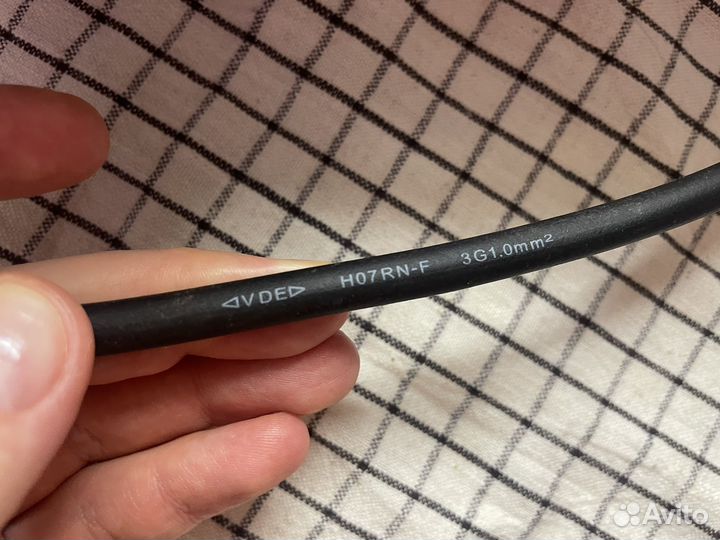 ◁VDE▷ H07RN-F 3G1.0mm²
Avito